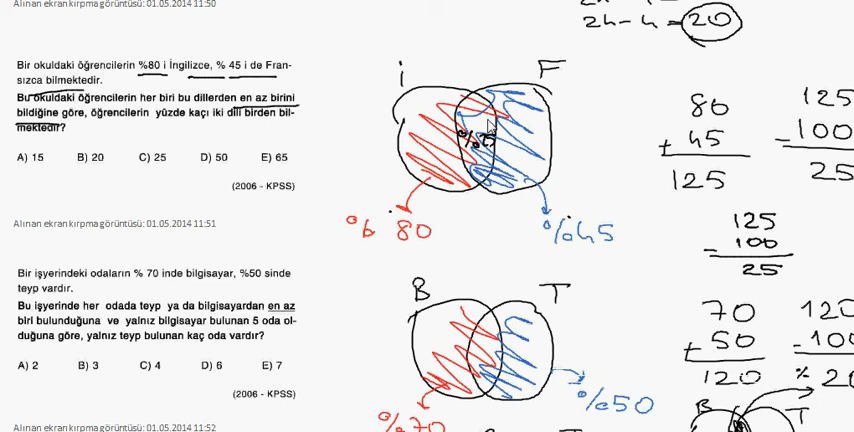 Alınan ekran kırpma görüntüsü: 01.05.2014 11:50
Bir okuldaki öğrencilerin %80 i İngilizce, % 45 i de Fran-
sızca bilmektedir.
Bu okuldaki öğrencilerin her biri bu dillerden en az birini
bildiğine göre, öğrencilerin yüzde kaçı iki dili birden bil-
mektedir?
A) 15 B) 20 C) 25 D) 50 E) 65
(2006 - KPSS)
Alınan ekran kırpma görüntüsü: 01.05.2014 11:51
Bir işyerindeki odaların % 70 inde bilgisayar, %50 sinde
teyp vardır.
Bu işyerinde her odada teyp ya da bilgisayardan en az
biri bulunduğuna ve yalnız bilgisayar bulunan 5 oda ol-
duğuna göre, yalnız teyp bulunan kaç oda vardır?
A) 2 B) 3 C) 4 D) 6 E) 7
(2006 - KPSS)
Alınan ekran kırpma görüntüsü: 01.05.2014 11:52
20
i F
%25
% 80
%45
B T
%70
%50
80
+ 45
125
125
- 100
25
125
- 100
25
70
+ 50
120
120
- 100
% 20
B T